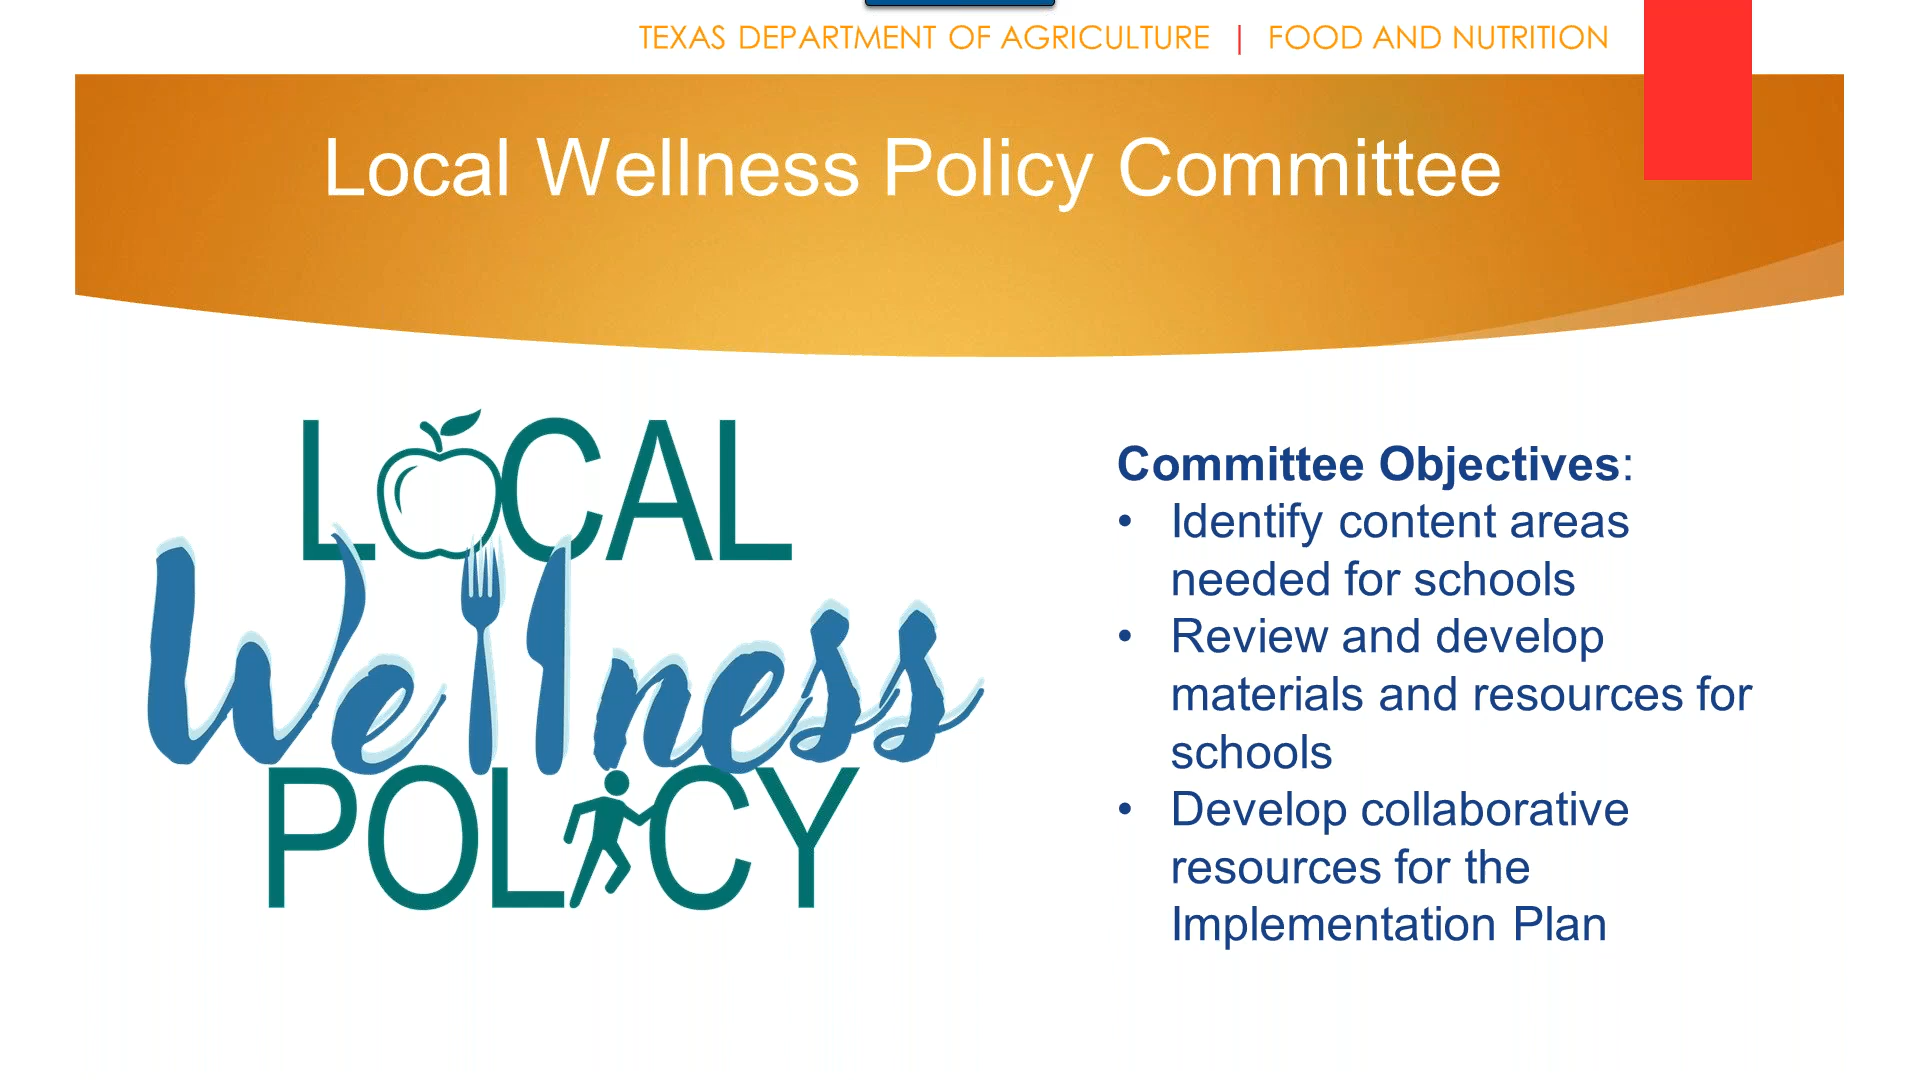 TEXAS DEPARTMENT OF AGRICULTURE | FOOD AND NUTRITION
Local Wellness Policy Committee
LOCAL
Wellness
POLICY
Committee Objectives:
• Identify content areas
needed for schools
• Review and develop
materials and resources for
schools
• Develop collaborative
resources for the
Implementation Plan